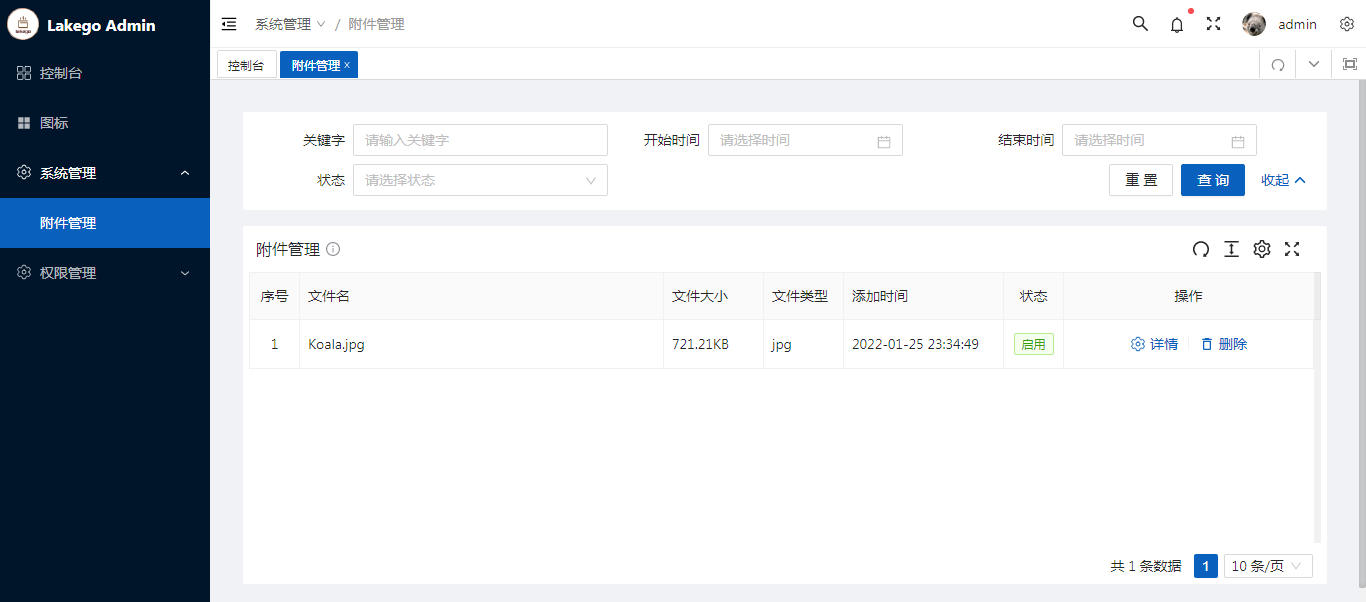 Lakego Admin
系统管理 / 附件管理
admin
控制台
附件管理 ×
控制台
图标
系统管理
附件管理
权限管理
关键字 请输入关键字 开始时间 请选择时间 结束时间 请选择时间
状态 请选择状态 重 置 查 询 收起
附件管理
序号 文件名 文件大小 文件类型 添加时间 状态 操作
1 Koala.jpg 721.21KB jpg 2022-01-25 23:34:49 启用 详情 删除
共 1 条数据 1 10 条/页